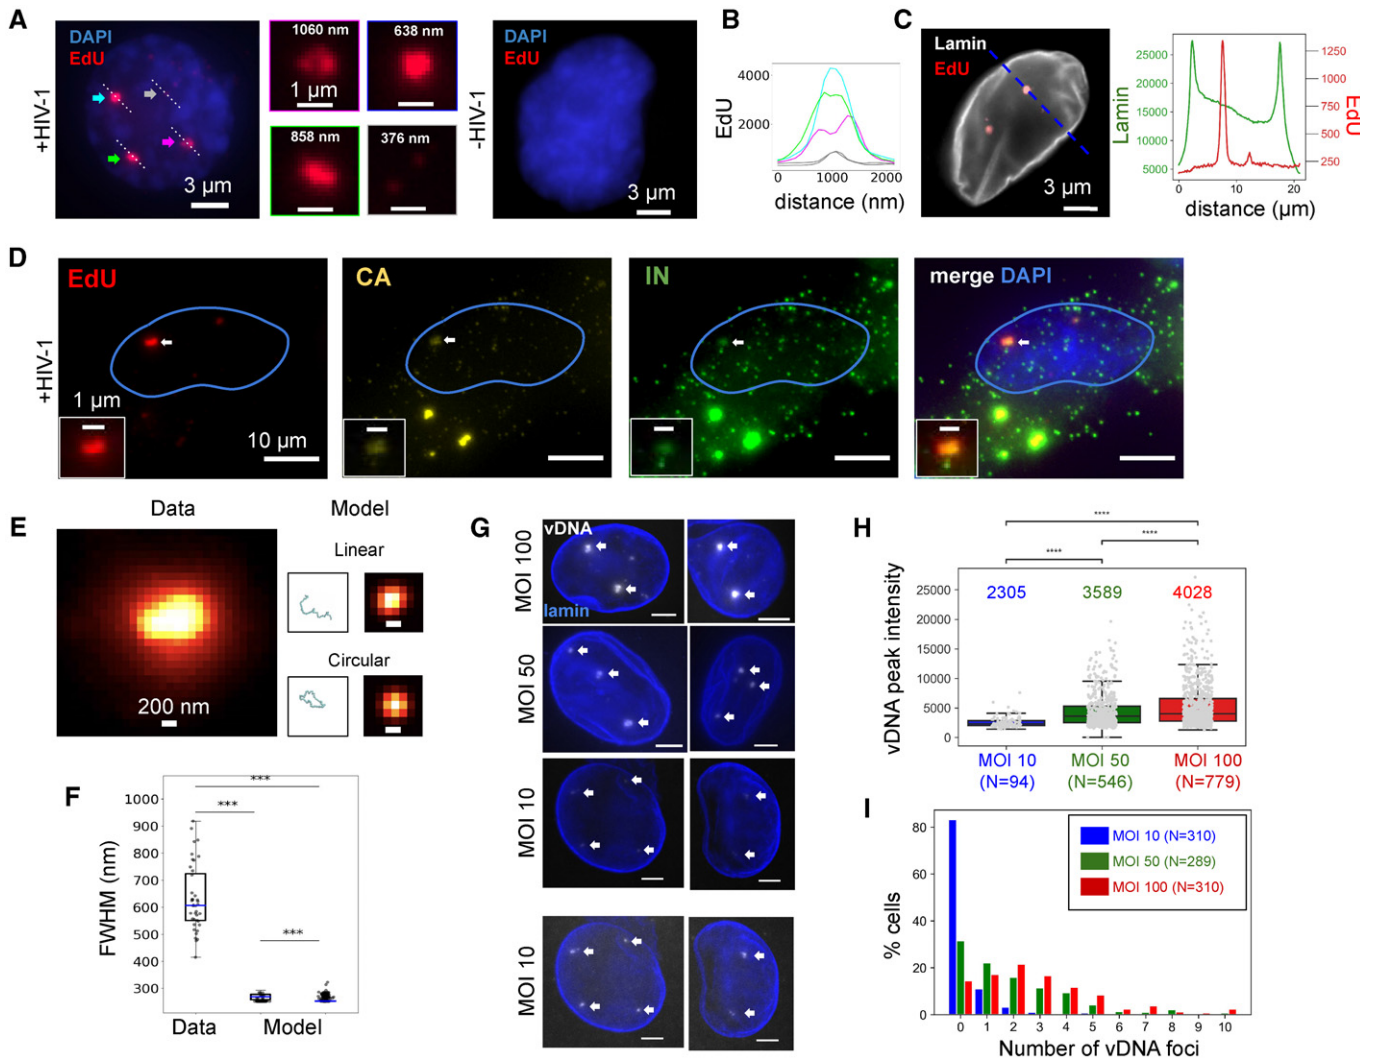 A
+HIV-1
DAPI
EdU
3 µm
1060 nm
1 µm
638 nm
858 nm
376 nm
-HIV-1
DAPI
EdU
3 µm
B
EdU
4000
2000
0 1000 2000
distance (nm)
C
Lamin
EdU
3 µm
Lamin
25000
20000
15000
10000
5000
1250
1000
750
500
250
EdU
0 10 20
distance (µm)
D
+HIV-1
EdU
1 µm
10 µm
CA
IN
merge DAPI
E
Data
200 nm
Model
Linear
Circular
F
FWHM (nm)
1000
900
800
700
600
500
400
300
***
***
***
Data Model
G
MOI 100
vDNA
lamin
MOI 50
MOI 10
MOI 10
H
vDNA peak intensity
****
****
****
25000
20000
15000
10000
5000
0
2305 3589 4028
MOI 10 MOI 50 MOI 100
(N=94) (N=546) (N=779)
I
% cells
80
60
40
20
0
MOI 10 (N=310)
MOI 50 (N=289)
MOI 100 (N=310)
0 1 2 3 4 5 6 7 8 9 10
Number of vDNA foci